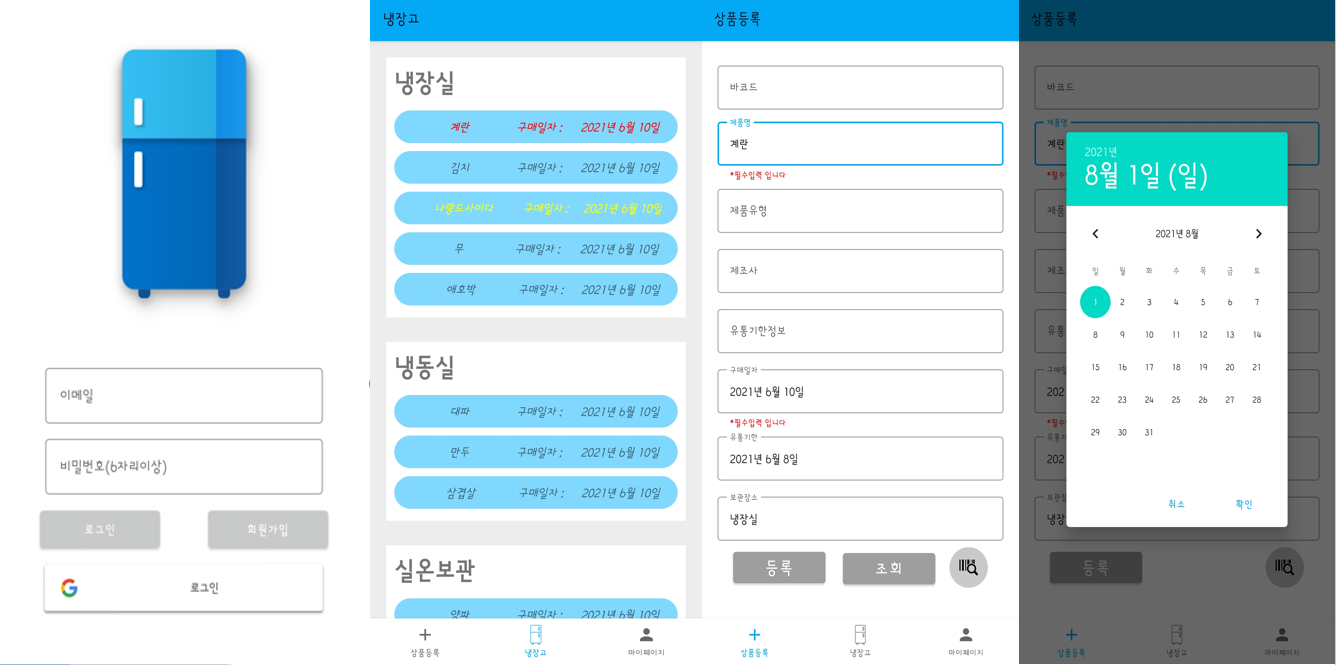 이메일
비밀번호(6자리이상)
로그인
회원가입
G
로그인
냉장고
냉장실
계란 구매일자 : 2021년 6월 10일
김치 구매일자 : 2021년 6월 10일
나랑드사이다 구매일자 : 2021년 6월 10일
무 구매일자 : 2021년 6월 10일
애호박 구매일자 : 2021년 6월 10일
냉동실
대파 구매일자 : 2021년 6월 10일
만두 구매일자 : 2021년 6월 10일
삼겹살 구매일자 : 2021년 6월 10일
실온보관
양파 구매일자 : 2021년 6월 10일
상품등록
냉장고
마이페이지
상품등록
바코드
제품명
계란
*필수입력 입니다
제품유형
제조사
유통기한정보
구매일자
2021년 6월 10일
*필수입력 입니다
유통기한
2021년 6월 8일
보관장소
냉장실
등록
조회
상품등록
냉장고
마이페이지
상품등록
바코드
제품명
계란
*필수
제품
제조
유통
구매일
202
유통기
202
보관장
냉장
2021년
8월 1일 (일)
2021년 8월
일 월 화 수 목 금 토
1 2 3 4 5 6 7
8 9 10 11 12 13 14
15 16 17 18 19 20 21
22 23 24 25 26 27 28
29 30 31
취소
확인
등록
상품등록
냉장고
마이페이지